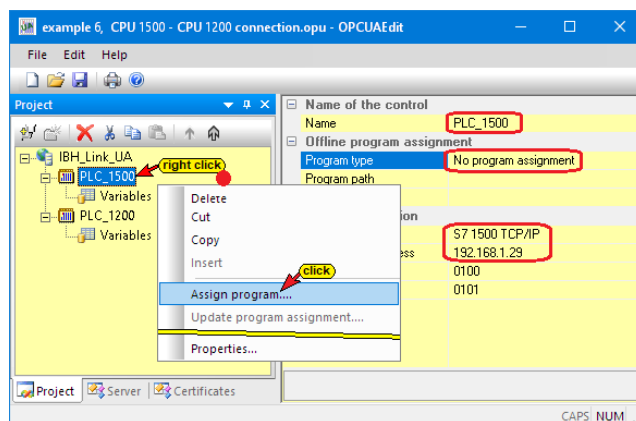 example 6, CPU 1500 - CPU 1200 connection.opu - OPCUAEdit
File Edit Help
Project
IBH_Link_UA
PLC_1500
Variables
PLC_1200
Variables
right click
Delete
Cut
Copy
Insert
click
Assign program....
Update program assignment....
Properties...
Name of the control
Name PLC_1500
Offline program assignment
Program type No program assignment
Program path
ion
S7 1500 TCP/IP
ess 192.168.1.29
0100
0101
Project Server Certificates
CAPS NUM